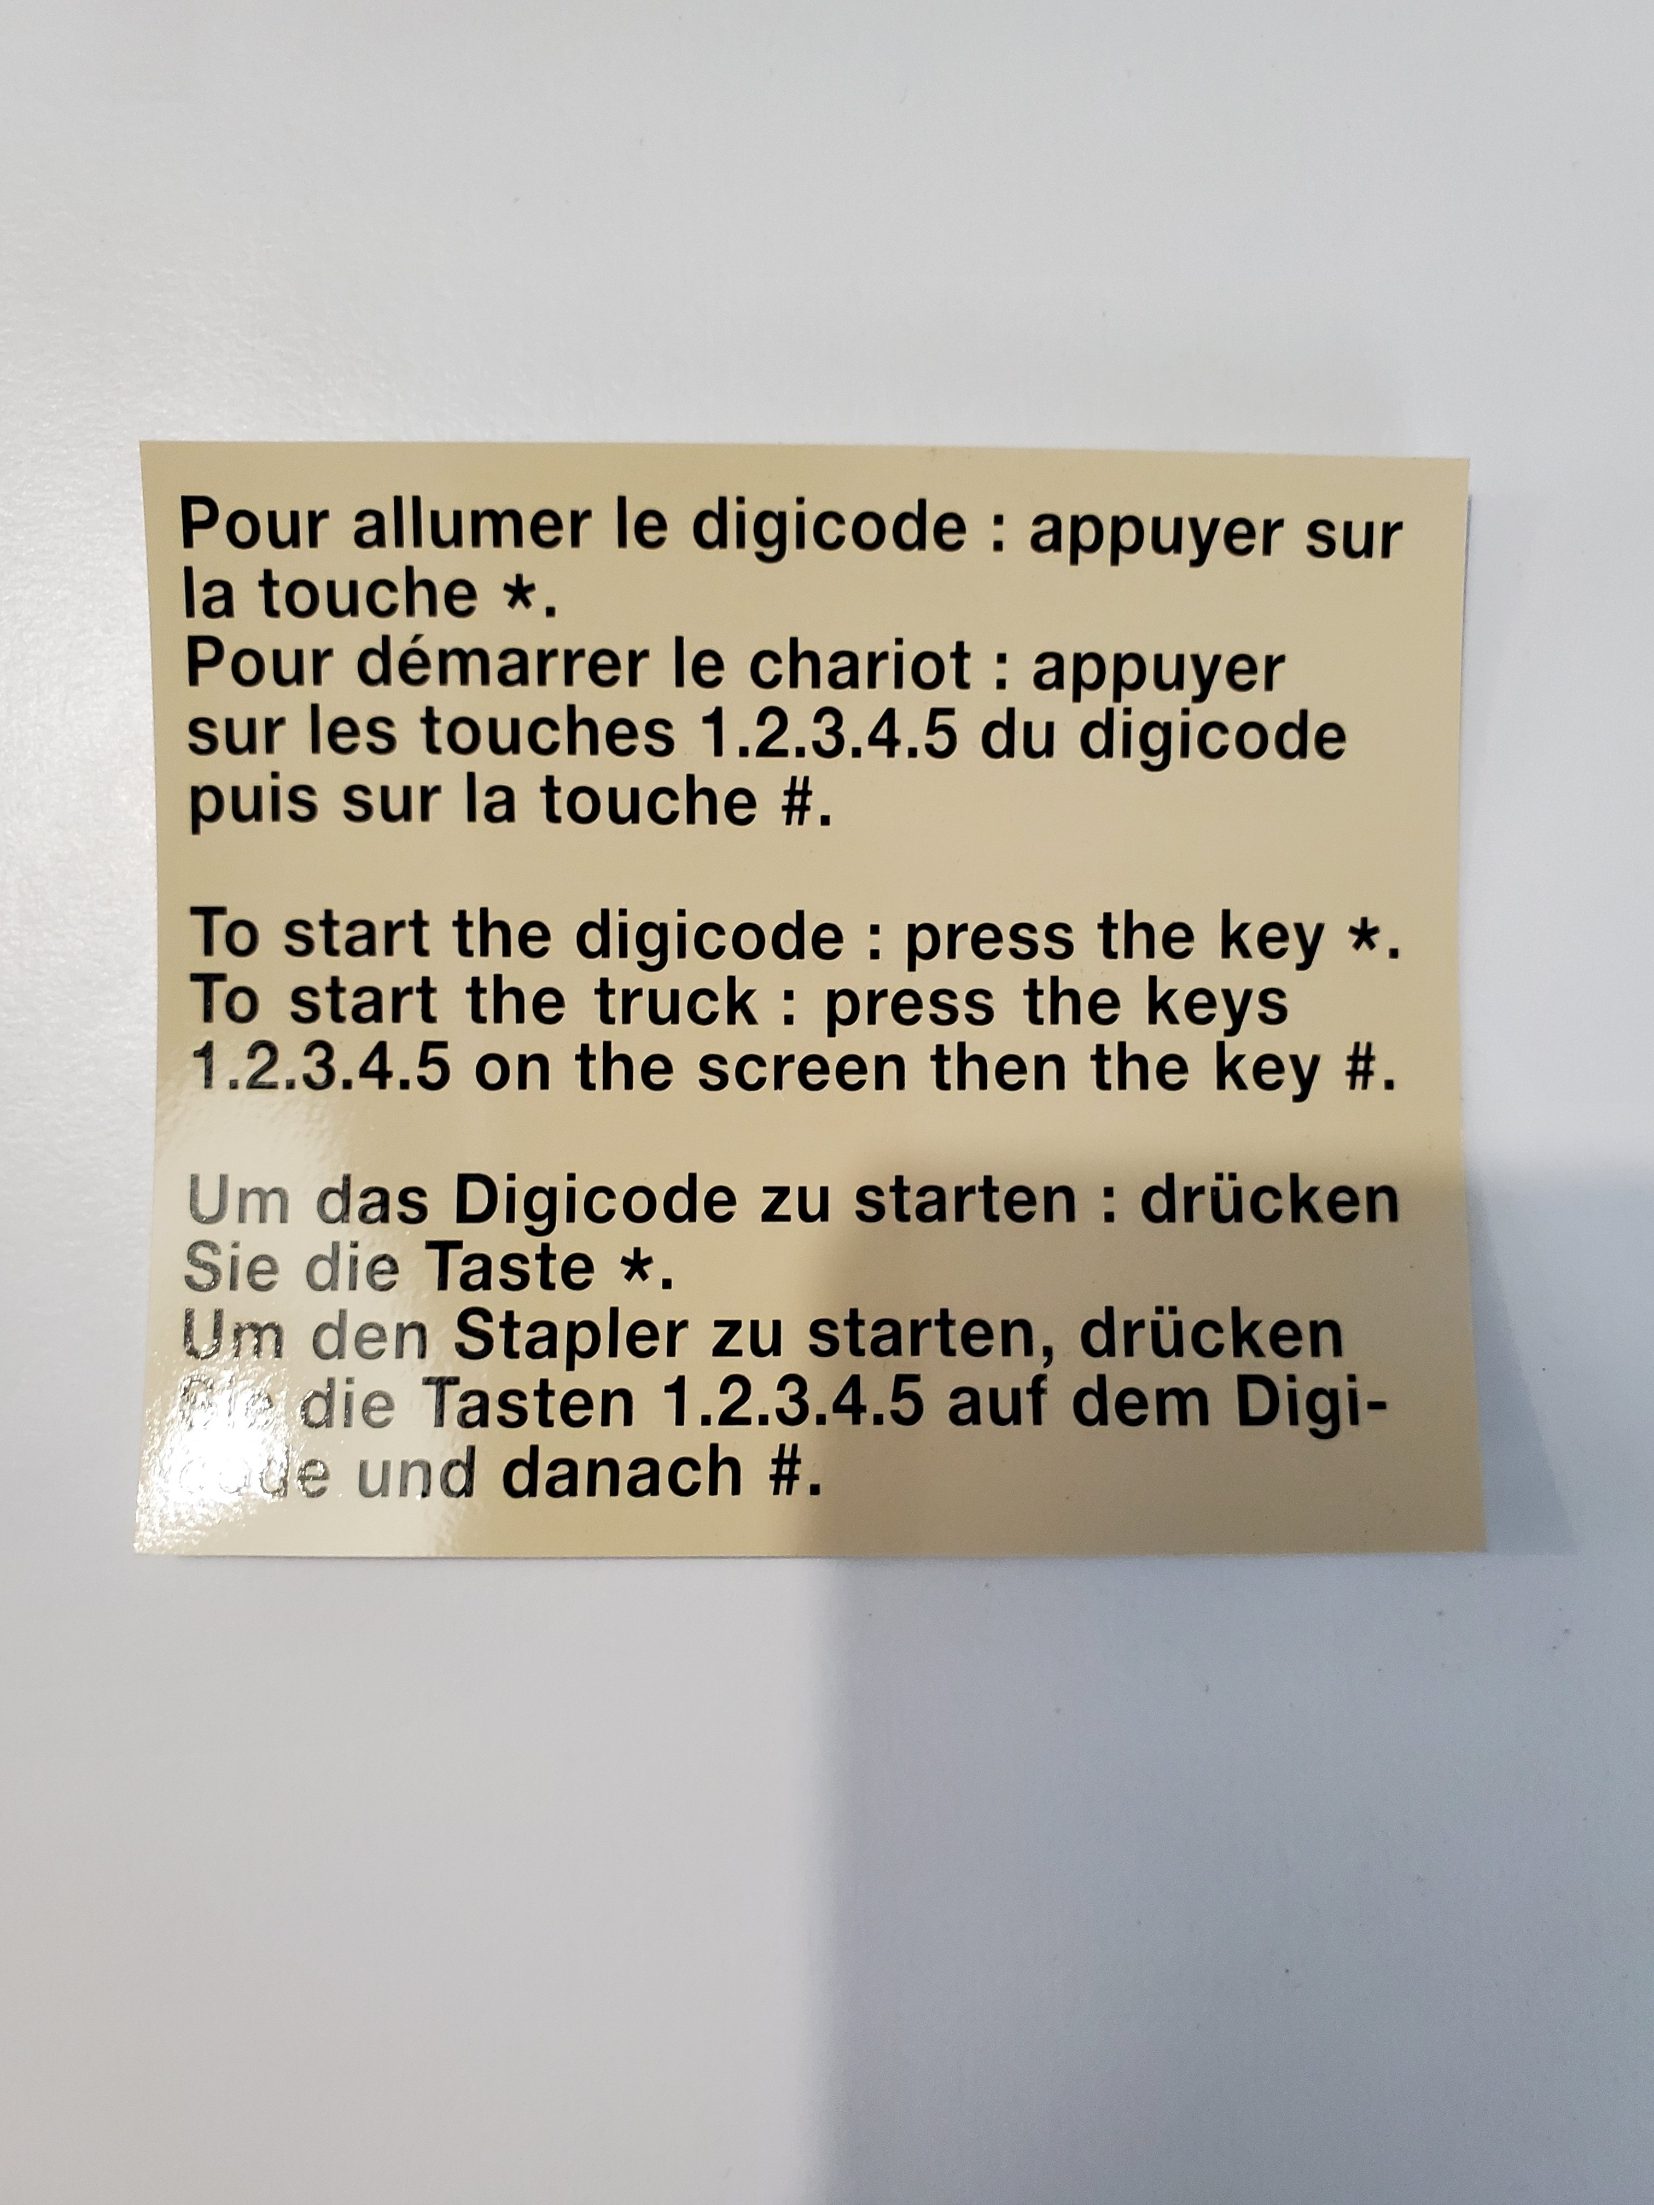 Pour allumer le digicode : appuyer sur
la touche *.
Pour démarrer le chariot : appuyer
sur les touches 1.2.3.4.5 du digicode
puis sur la touche #.
To start the digicode : press the key *.
To start the truck : press the keys
1.2.3.4.5 on the screen then the key #.
Um das Digicode zu starten : drücken
Sie die Taste *.
Um den Stapler zu starten, drücken
Sie die Tasten 1.2.3.4.5 auf dem Digi-
code und danach #.